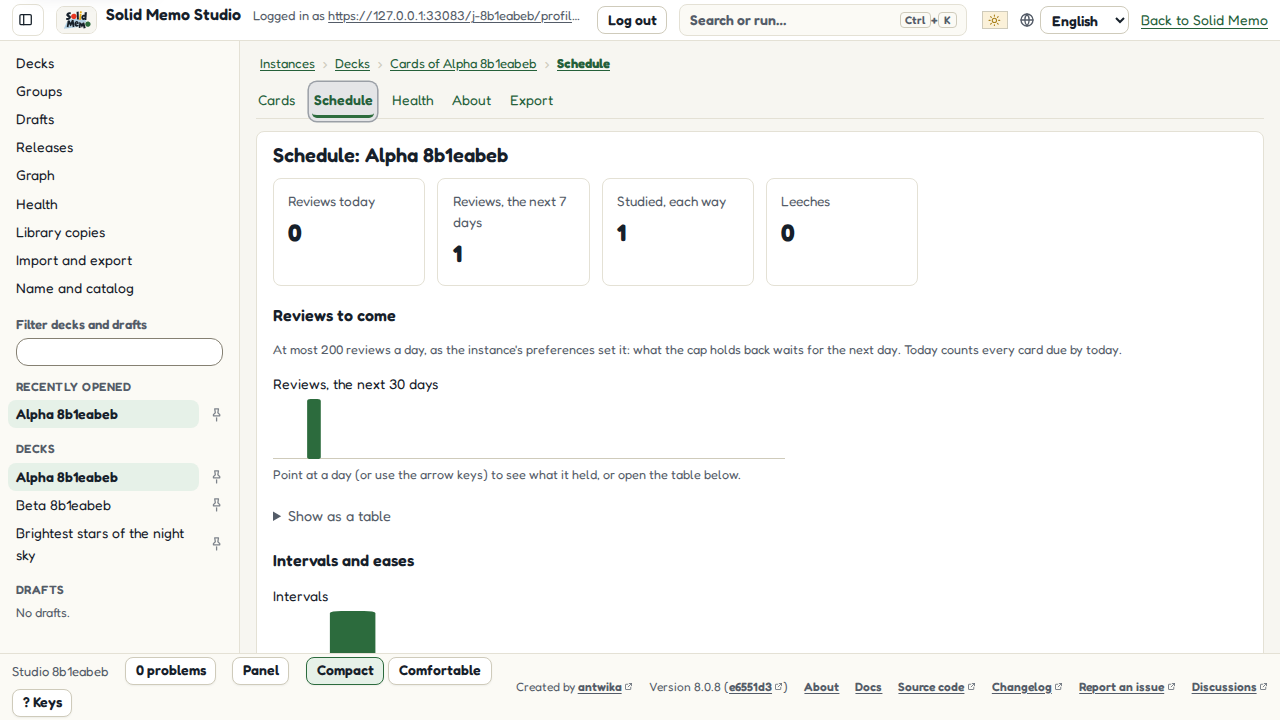 Solid Memo Studio
Logged in as https://127.0.0.1:33083/j-8b1eabeb/profil...
Log out
Search or run...
Ctrl+K
English
Back to Solid Memo
Decks
Groups
Drafts
Releases
Graph
Health
Library copies
Import and export
Name and catalog
Filter decks and drafts
RECENTLY OPENED
Alpha 8b1eabeb
DECKS
Alpha 8b1eabeb
Beta 8b1eabeb
Brightest stars of the night
sky
DRAFTS
No drafts.
Instances › Decks › Cards of Alpha 8b1eabeb › Schedule
Cards
Schedule
Health
About
Export
Schedule: Alpha 8b1eabeb
Reviews today
0
Reviews, the next 7
days
1
Studied, each way
1
Leeches
0
Reviews to come
At most 200 reviews a day, as the instance's preferences set it: what the cap holds back waits for the next day. Today counts every card due by today.
Reviews, the next 30 days
Point at a day (or use the arrow keys) to see what it held, or open the table below.
Show as a table
Intervals and eases
Intervals
Studio 8b1eabeb
0 problems
Panel
Compact
Comfortable
? Keys
Created by antwika
Version 8.0.8 (e6551d3)
About
Docs
Source code
Changelog
Report an issue
Discussions